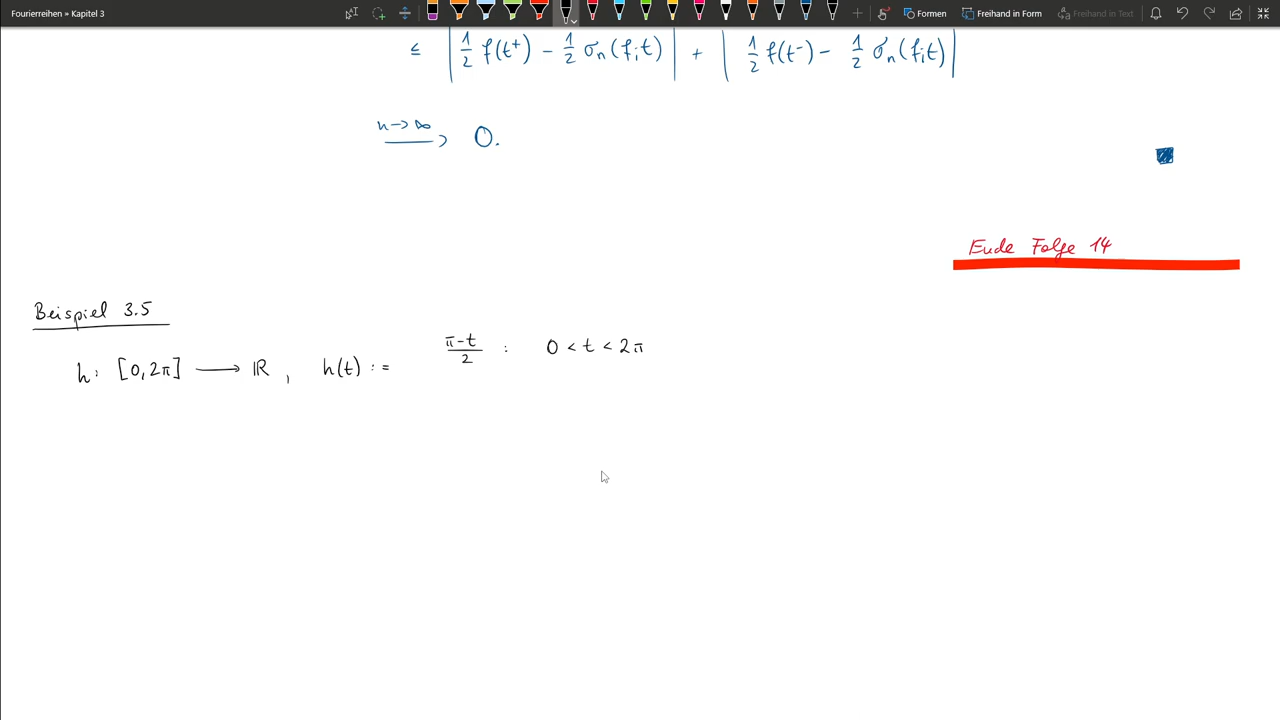 Fourierreihen » Kapitel 3
Formen
Freihand in Form
Freihand in Text
≤ | 1/2 f(t⁺) − 1/2 σₙ(f,t) | + | 1/2 f(t⁻) − 1/2 σₙ(f,t) |
n→∞ ⟶ 0.
Ende Folge 14
Beispiel 3.5
h: [0,2π] ⟶ ℝ, h(t) := (π−t)/2 : 0 < t < 2π